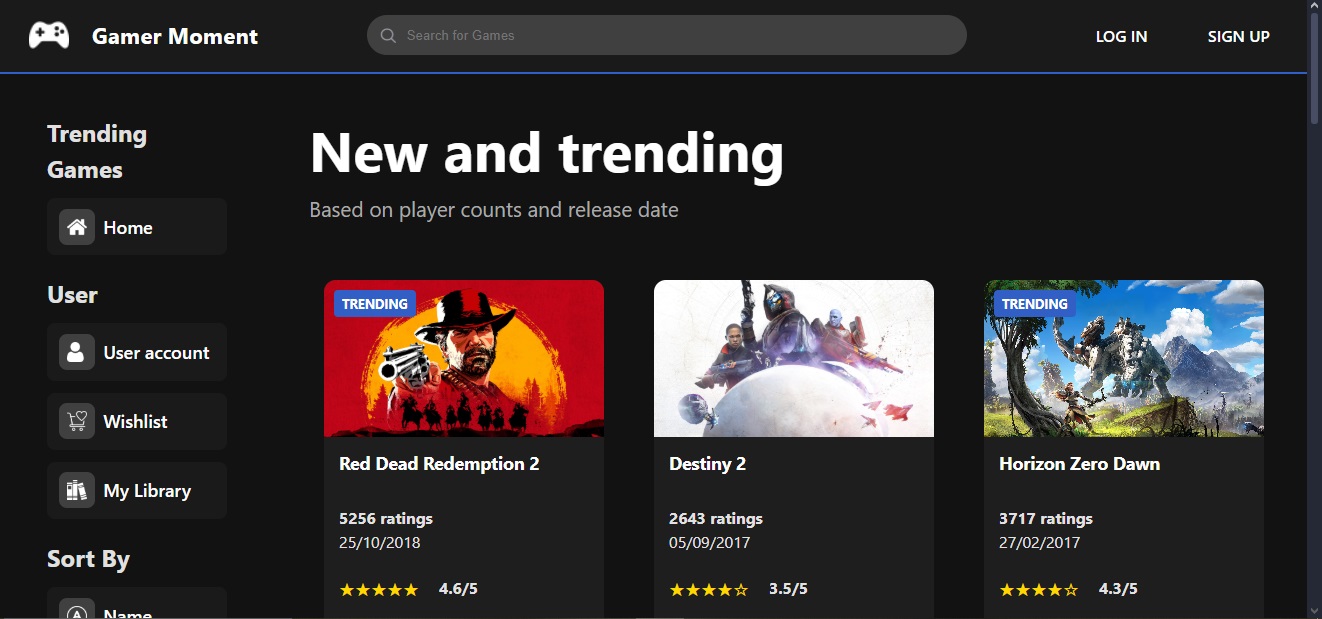 Gamer Moment
Search for Games
LOG IN
SIGN UP
Trending
Games
Home
User
User account
Wishlist
My Library
Sort By
Name
New and trending
Based on player counts and release date
TRENDING
Red Dead Redemption 2
5256 ratings
25/10/2018
★★★★★ 4.6/5
Destiny 2
2643 ratings
05/09/2017
★★★★☆ 3.5/5
TRENDING
Horizon Zero Dawn
3717 ratings
27/02/2017
★★★★☆ 4.3/5